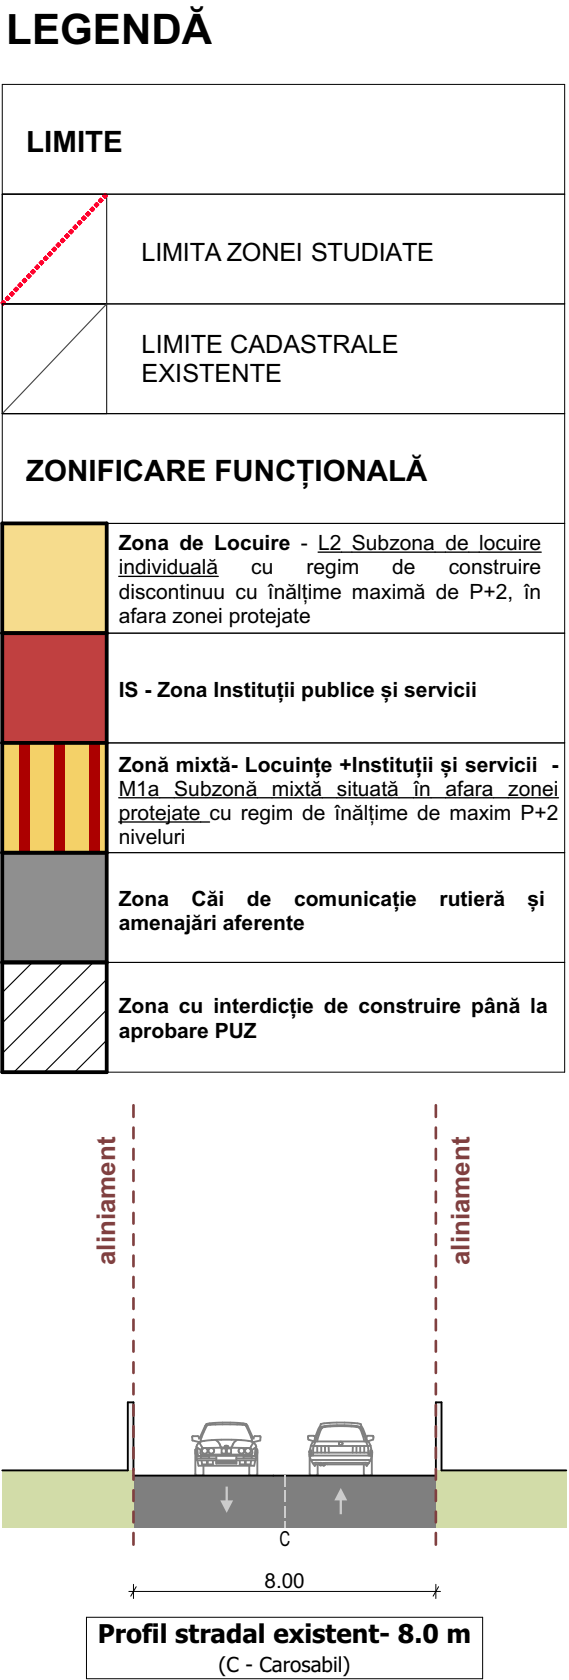 LEGENDĂ
LIMITE
LIMITA ZONEI STUDIATE
LIMITE CADASTRALE
EXISTENTE
ZONIFICARE FUNCȚIONALĂ
Zona de Locuire - L2 Subzona de locuire
individuală cu regim de construire
discontinuu cu înălțime maximă de P+2, în
afara zonei protejate
IS - Zona Instituții publice și servicii
Zonă mixtă- Locuințe +Instituții și servicii -
M1a Subzonă mixtă situată în afara zonei
protejate cu regim de înălțime de maxim P+2
niveluri
Zona Căi de comunicație rutieră și
amenajări aferente
Zona cu interdicție de construire până la
aprobare PUZ
aliniament
aliniament
C
8.00
Profil stradal existent- 8.0 m
(C - Carosabil)